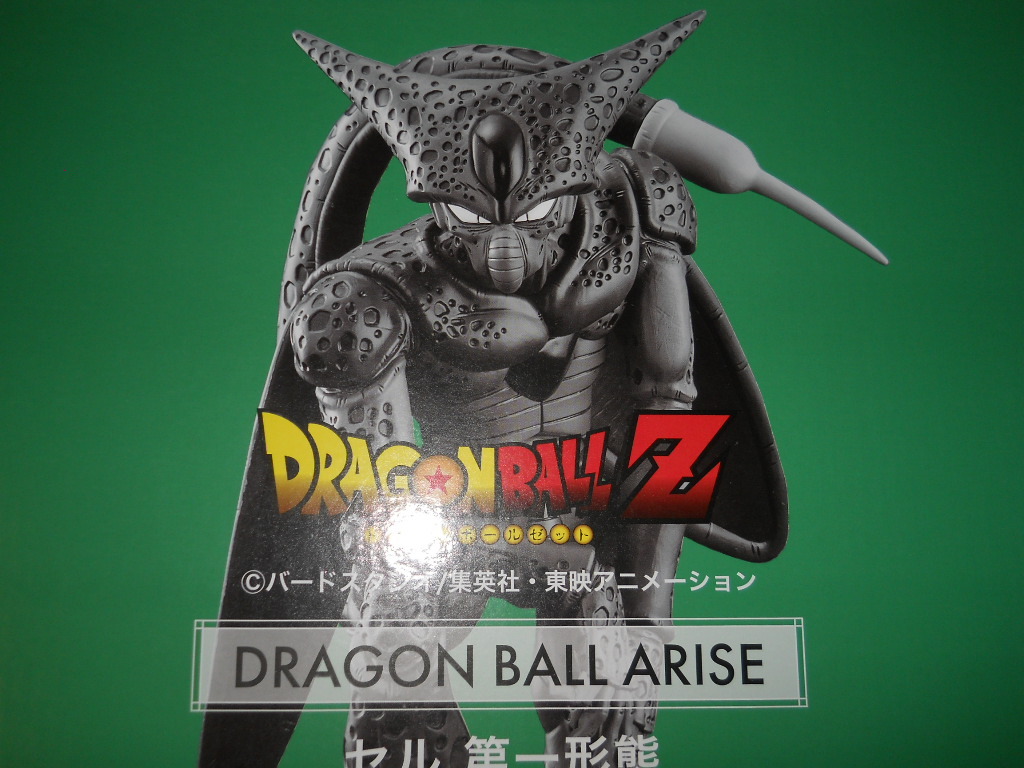 DRAGONBALL Z
ボールゼット
©バードスタジオ/集英社・東映アニメーション
DRAGON BALL ARISE
セル 第一形態